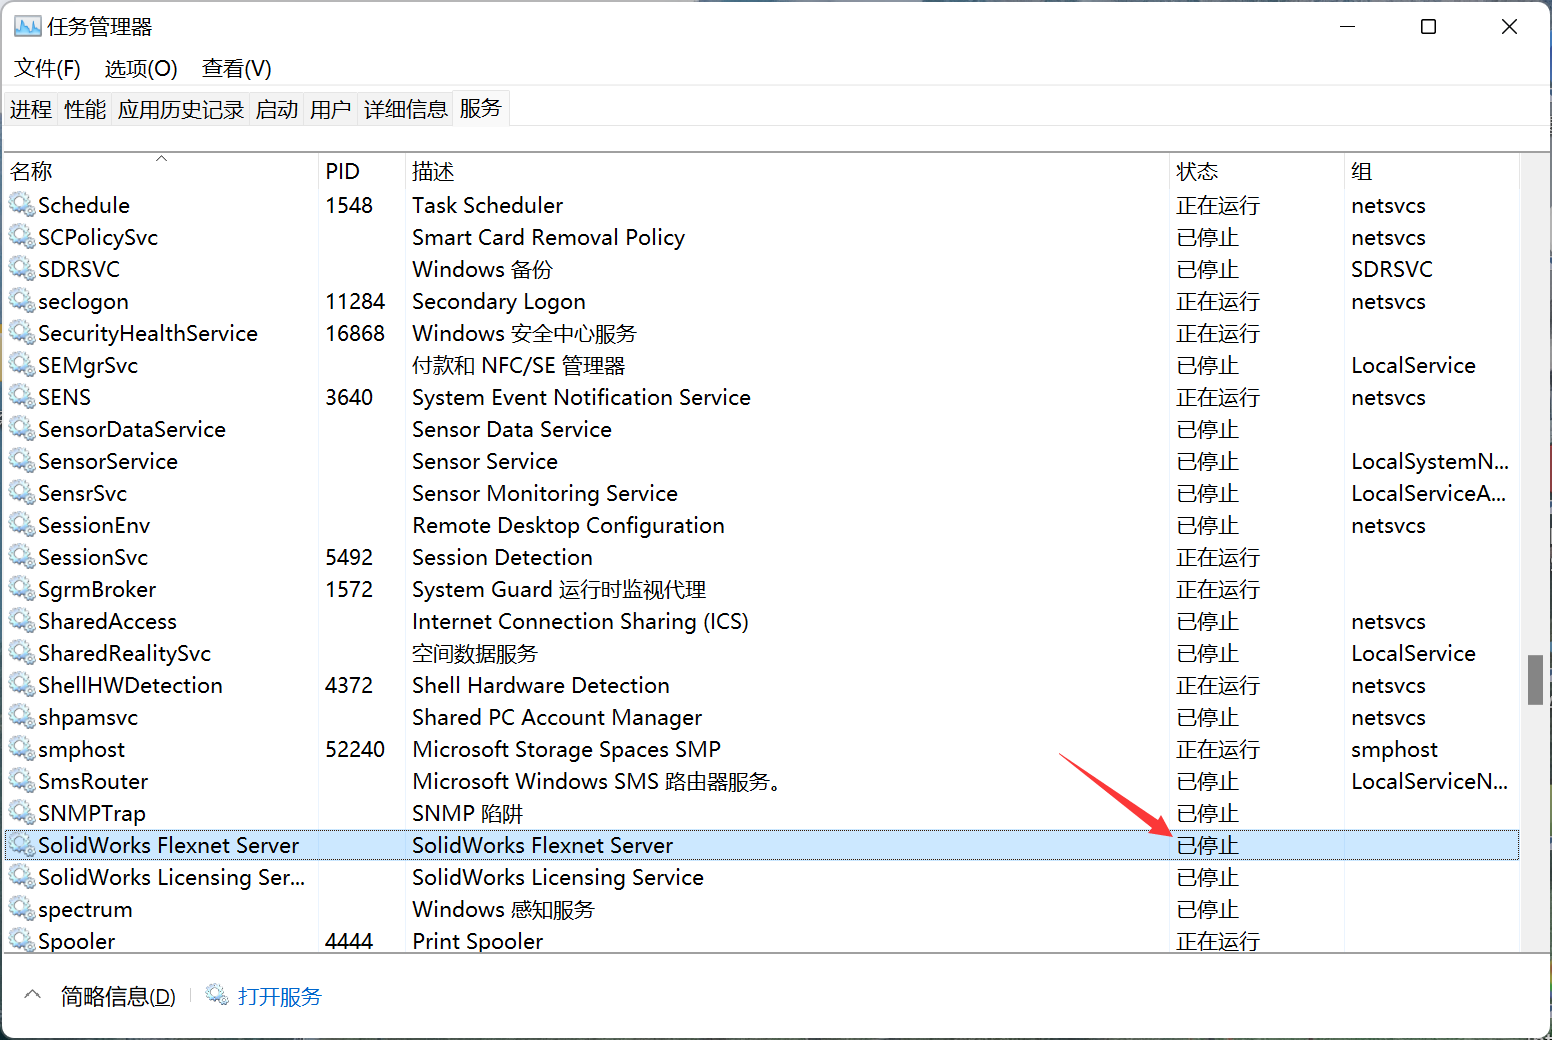 任务管理器
文件(F) 选项(O) 查看(V)
进程 性能 应用历史记录 启动 用户 详细信息 服务
名称 PID 描述 状态 组
Schedule 1548 Task Scheduler 正在运行 netsvcs
SCPolicySvc Smart Card Removal Policy 已停止 netsvcs
SDRSVC Windows 备份 已停止 SDRSVC
seclogon 11284 Secondary Logon 正在运行 netsvcs
SecurityHealthService 16868 Windows 安全中心服务 正在运行
SEMgrSvc 付款和 NFC/SE 管理器 已停止 LocalService
SENS 3640 System Event Notification Service 正在运行 netsvcs
SensorDataService Sensor Data Service 已停止
SensorService Sensor Service 已停止 LocalSystemN...
SensrSvc Sensor Monitoring Service 已停止 LocalServiceA...
SessionEnv Remote Desktop Configuration 已停止 netsvcs
SessionSvc 5492 Session Detection 正在运行
SgrmBroker 1572 System Guard 运行时监视代理 正在运行
SharedAccess Internet Connection Sharing (ICS) 已停止 netsvcs
SharedRealitySvc 空间数据服务 已停止 LocalService
ShellHWDetection 4372 Shell Hardware Detection 正在运行 netsvcs
shpamsvc Shared PC Account Manager 已停止 netsvcs
smphost 52240 Microsoft Storage Spaces SMP 正在运行 smphost
SmsRouter Microsoft Windows SMS 路由器服务。 已停止 LocalServiceN...
SNMPTrap SNMP 陷阱 已停止
SolidWorks Flexnet Server SolidWorks Flexnet Server 已停止
SolidWorks Licensing Ser... SolidWorks Licensing Service 已停止
spectrum Windows 感知服务 已停止
Spooler 4444 Print Spooler 正在运行
简略信息(D) 打开服务